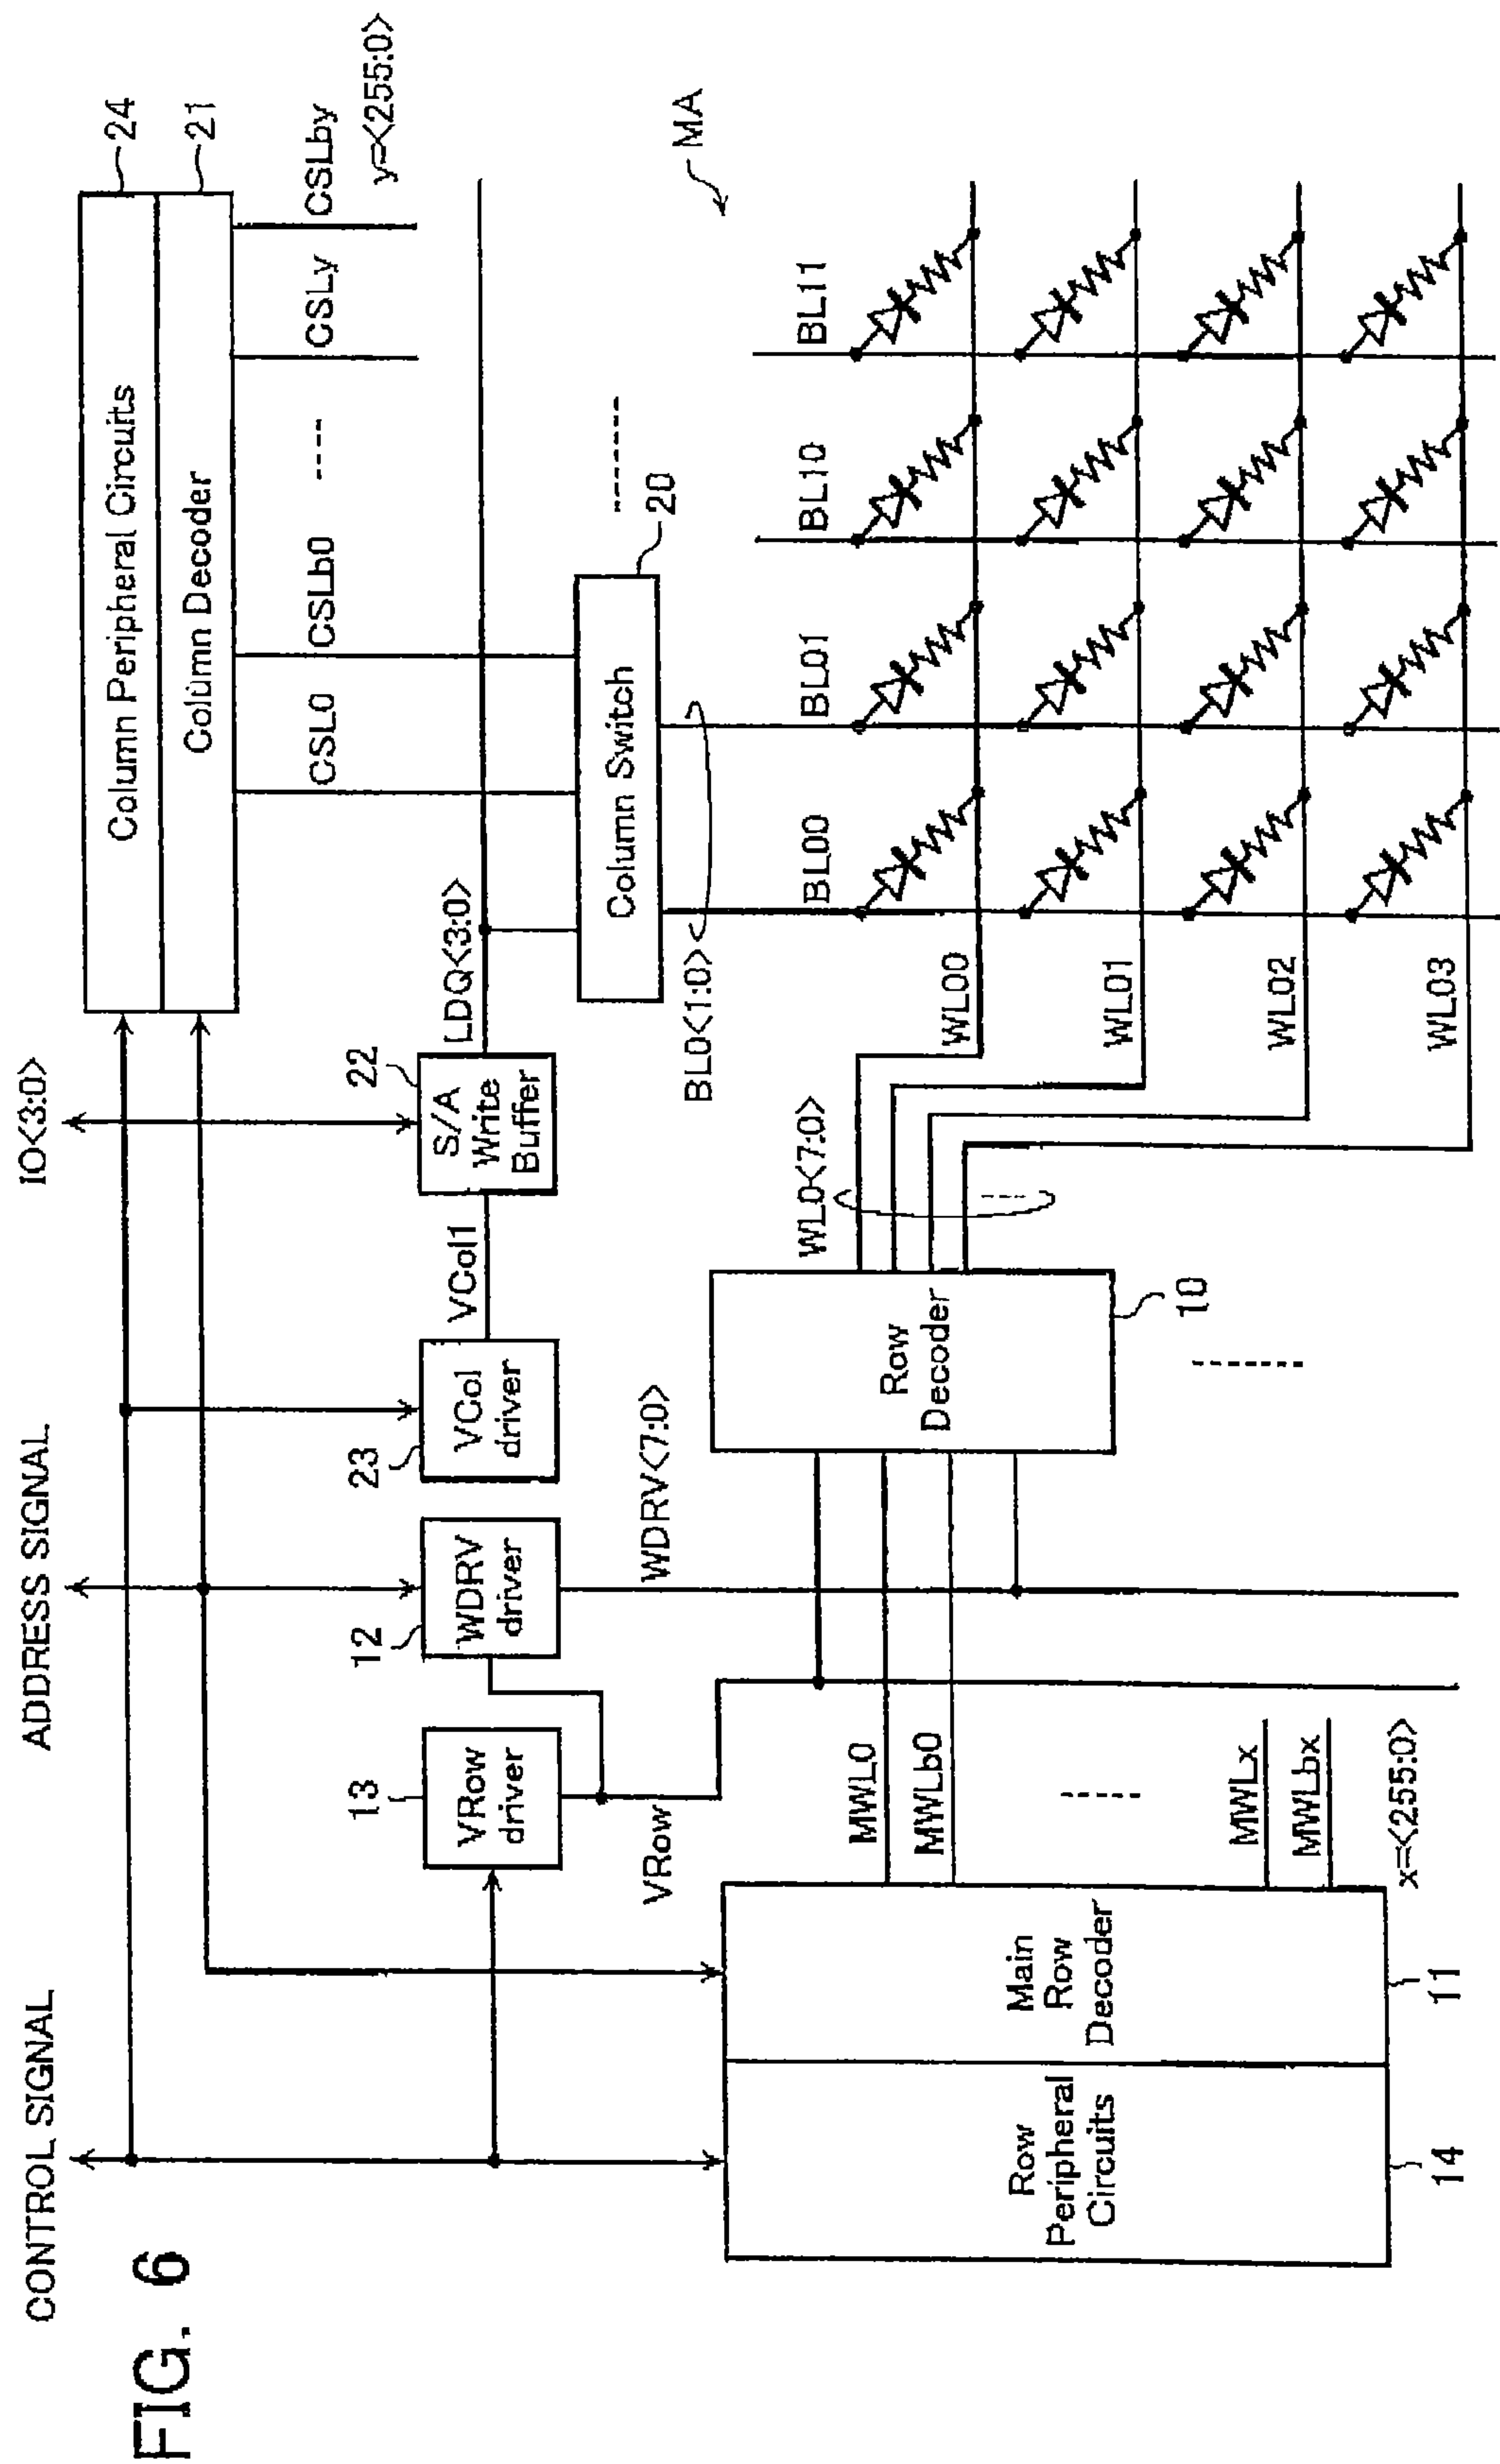 FIG. 6
CONTROL SIGNAL
ADDRESS SIGNAL
IO<3:0>
Column Peripheral Circuits
24
Column Decoder
21
CSL0
CSLb0
CSLy
CSLby
y=<255:0>
13
VRow
driver
12
WDRV
driver
23
VCol
driver
VCol1
22
S/A
Write
Buffer
LDQ<3:0>
Column Switch
20
VRow
WDRV<7:0>
BL0<1:0>
MA
Row
Peripheral
Circuits
14
Main
Row
Decoder
11
MWL0
MWLb0
MWLx
MWLbx
x=<255:0>
Row
Decoder
10
WL0<7:0>
BL00
BL01
BL10
BL11
WL00
WL01
WL02
WL03